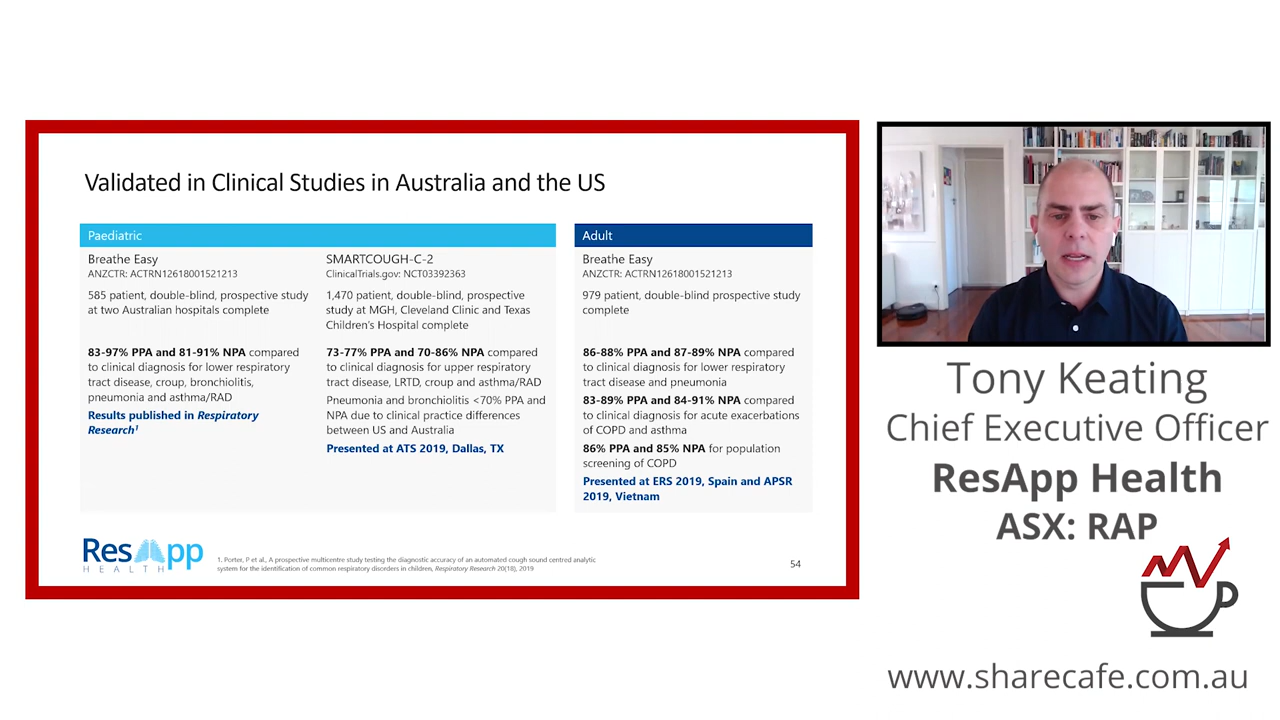 Validated in Clinical Studies in Australia and the US
Paediatric
Breathe Easy
ANZCTR: ACTRN12618001521213
585 patient, double-blind, prospective study
at two Australian hospitals complete
83-97% PPA and 81-91% NPA compared
to clinical diagnosis for lower respiratory
tract disease, croup, bronchiolitis,
pneumonia and asthma/RAD
Results published in Respiratory
Research1
SMARTCOUGH-C-2
ClinicalTrials.gov: NCT03392363
1,470 patient, double-blind, prospective
study at MGH, Cleveland Clinic and Texas
Children's Hospital complete
73-77% PPA and 70-86% NPA compared
to clinical diagnosis for upper respiratory
tract disease, LRTD, croup and asthma/RAD
Pneumonia and bronchiolitis <70% PPA and
NPA due to clinical practice differences
between US and Australia
Presented at ATS 2019, Dallas, TX
Adult
Breathe Easy
ANZCTR: ACTRN12618001521213
979 patient, double-blind prospective study
complete
86-88% PPA and 87-89% NPA compared
to clinical diagnosis for lower respiratory
tract disease and pneumonia
83-89% PPA and 84-91% NPA compared
to clinical diagnosis for acute exacerbations
of COPD and asthma
86% PPA and 85% NPA for population
screening of COPD
Presented at ERS 2019, Spain and APSR
2019, Vietnam
ResApp
HEALTH
1. Porter, P et al., A prospective multicentre study testing the diagnostic accuracy of an automated cough sound centred analytic
system for the identification of common respiratory disorders in children, Respiratory Research 20(18), 2019
54
Tony Keating
Chief Executive Officer
ResApp Health
ASX: RAP
www.sharecafe.com.au